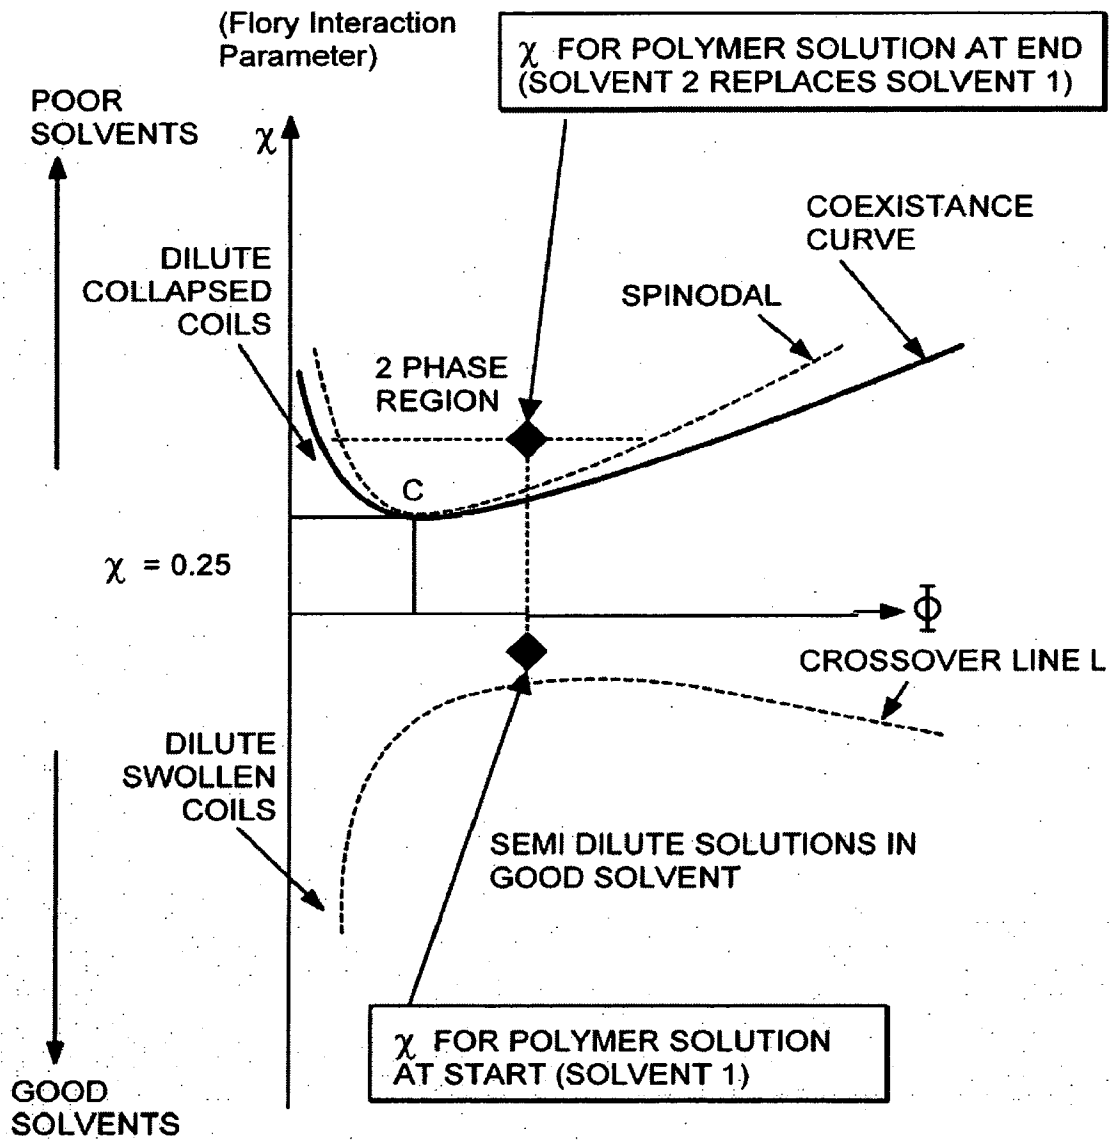 (Flory Interaction
Parameter)
χ FOR POLYMER SOLUTION AT END
(SOLVENT 2 REPLACES SOLVENT 1)
POOR
SOLVENTS
χ
COEXISTANCE
CURVE
DILUTE
COLLAPSED
COILS
SPINODAL
2 PHASE
REGION
C
χ = 0.25
Φ
CROSSOVER LINE L
DILUTE
SWOLLEN
COILS
SEMI DILUTE SOLUTIONS IN
GOOD SOLVENT
χ FOR POLYMER SOLUTION
AT START (SOLVENT 1)
GOOD
SOLVENTS